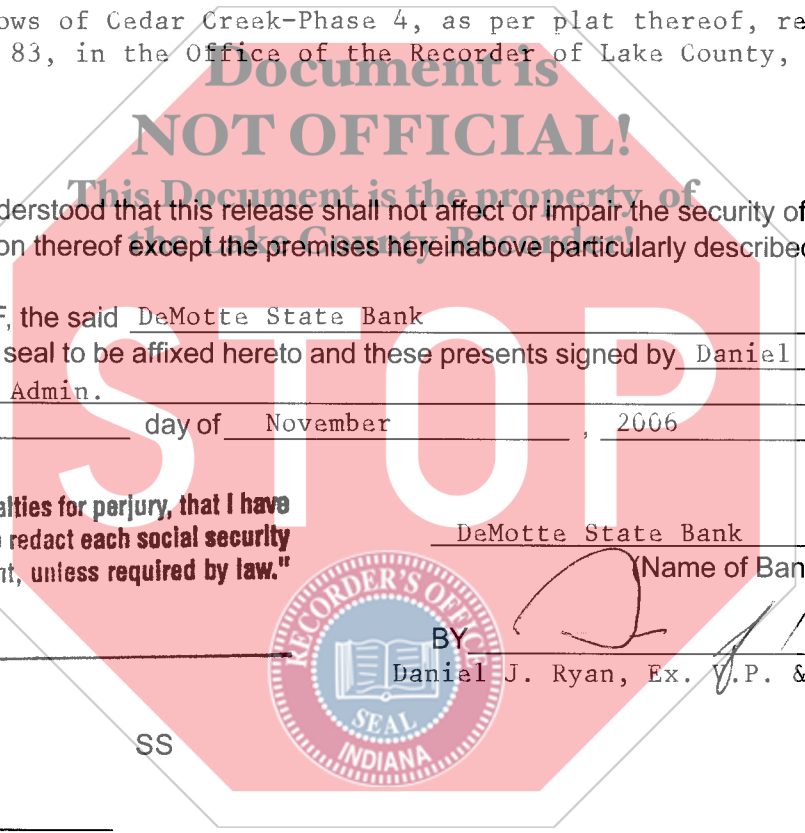 ows of Cedar Creek-Phase 4, as per plat thereof, re
83, in the Office of the Recorder of Lake County,
Document is
NOT OFFICIAL!
This Document is the property of
the Lake County Recorder!
derstood that this release shall not affect or impair the security of
on thereof except the premises hereinabove particularly described
F, the said DeMotte State Bank
seal to be affixed hereto and these presents signed by Daniel
Admin.
day of November , 2006
STOP
alties for perjury, that I have
redact each social security
nt, unless required by law."
DeMotte State Bank
(Name of Ban
BY
Daniel J. Ryan, Ex. V.P. &
RECORDER'S OFFICE
SEAL
INDIANA
SS